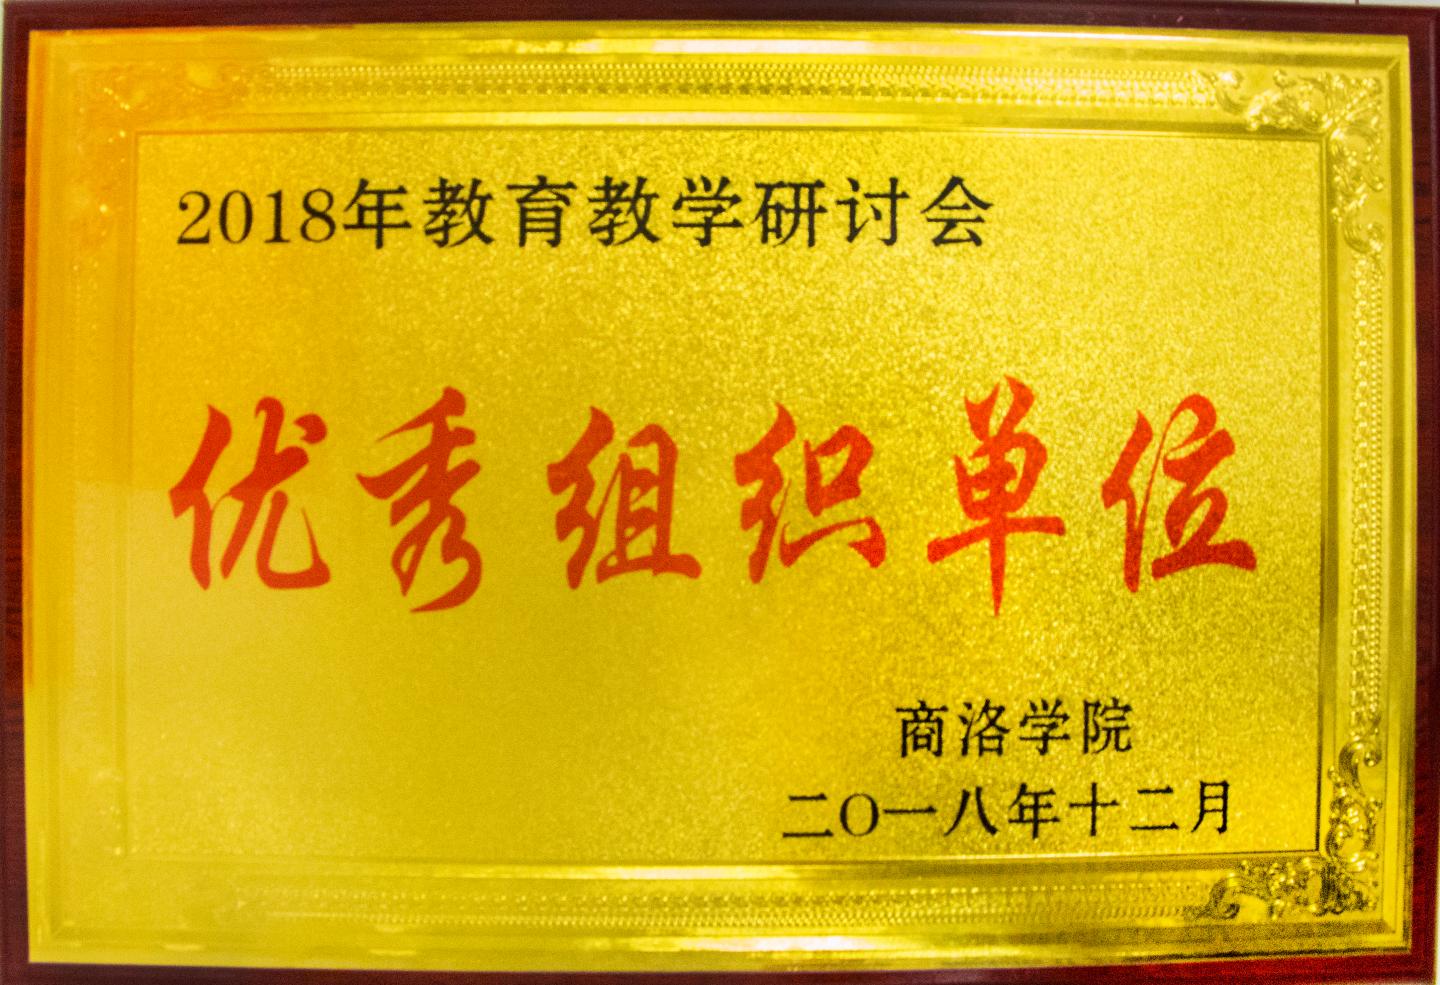 2018年教育教学研讨会
优秀组织单位
商洛学院
二〇一八年十二月